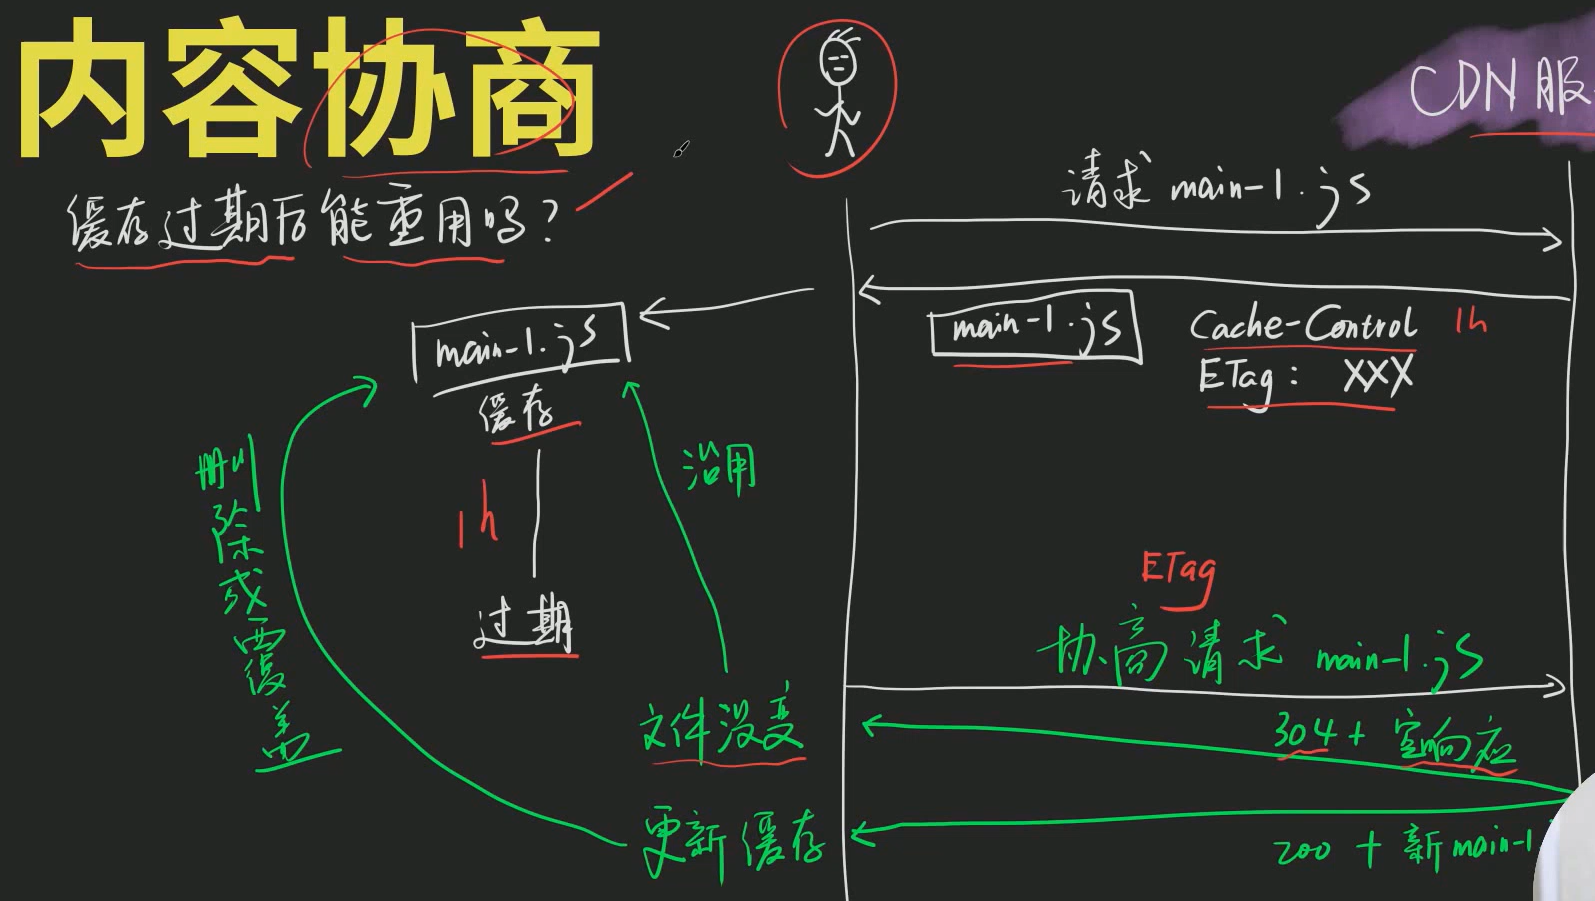 内容协商
CDN 服
缓存过期后能重用吗？
请求 main-1.js
main-1.js
Cache-Control 1h
ETag： XXX
main-1.js
缓存
1h
过期
沿用
删除或覆盖
ETag
协商请求 main-1.js
文件没变
304 + 空响应
更新缓存
200 + 新main-1